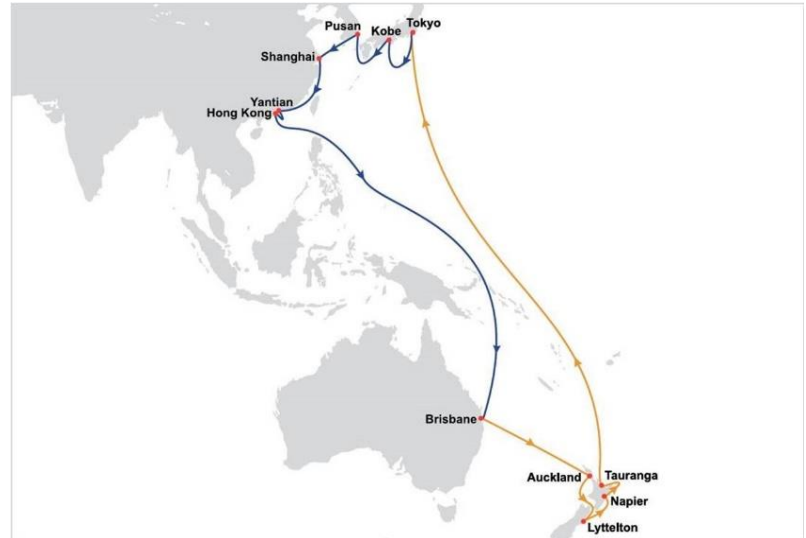 Tokyo
Kobe
Pusan
Shanghai
Yantian
Hong Kong
Brisbane
Auckland
Tauranga
Napier
Lyttelton